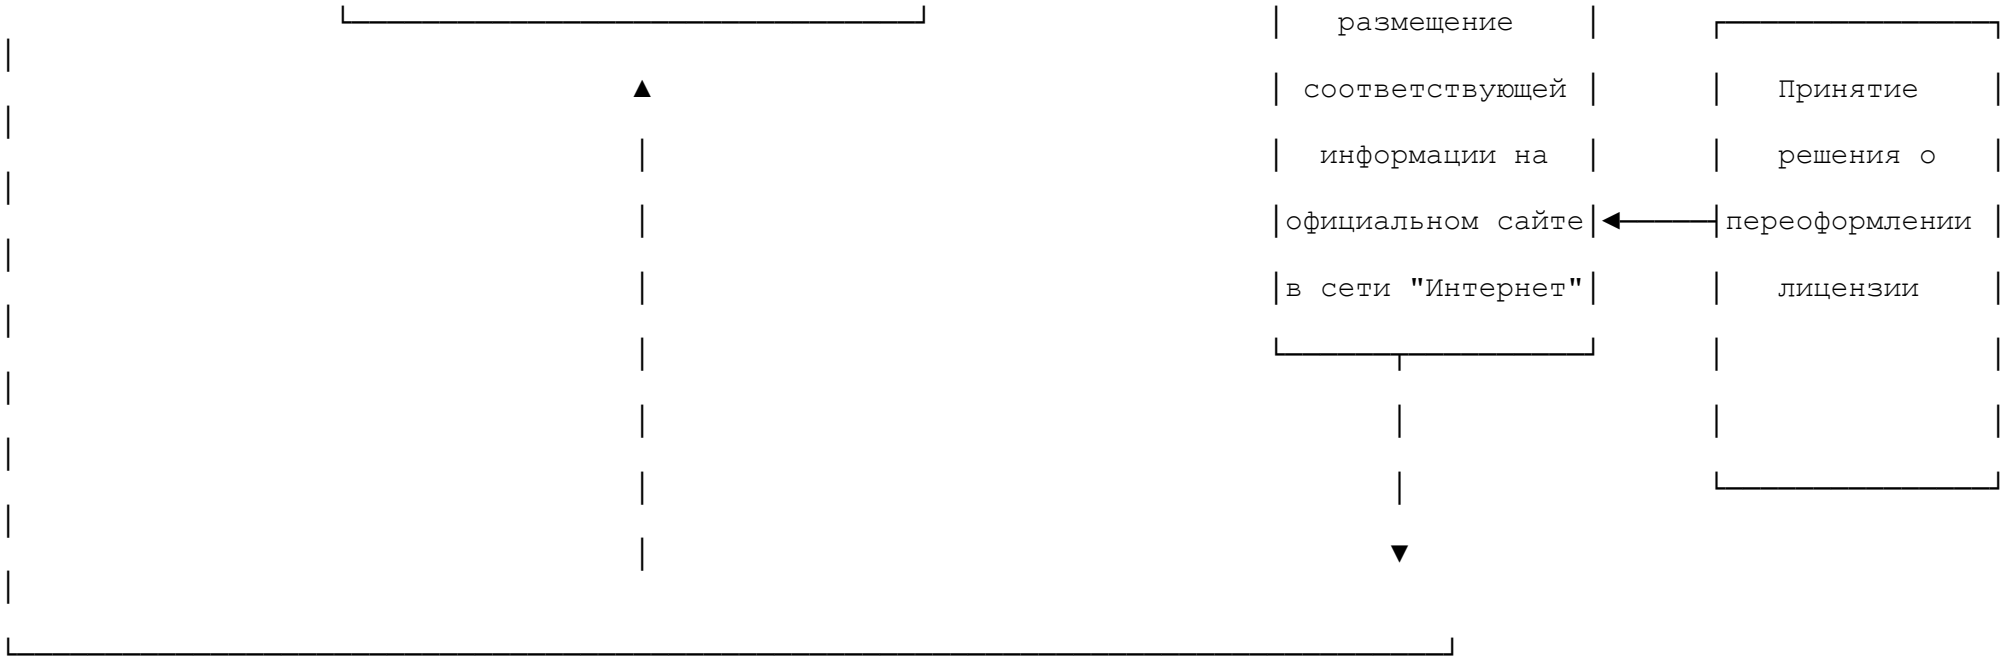 размещение
соответствующей
информации на
официальном сайте
в сети "Интернет"
Принятие
решения о
переоформлении
лицензии